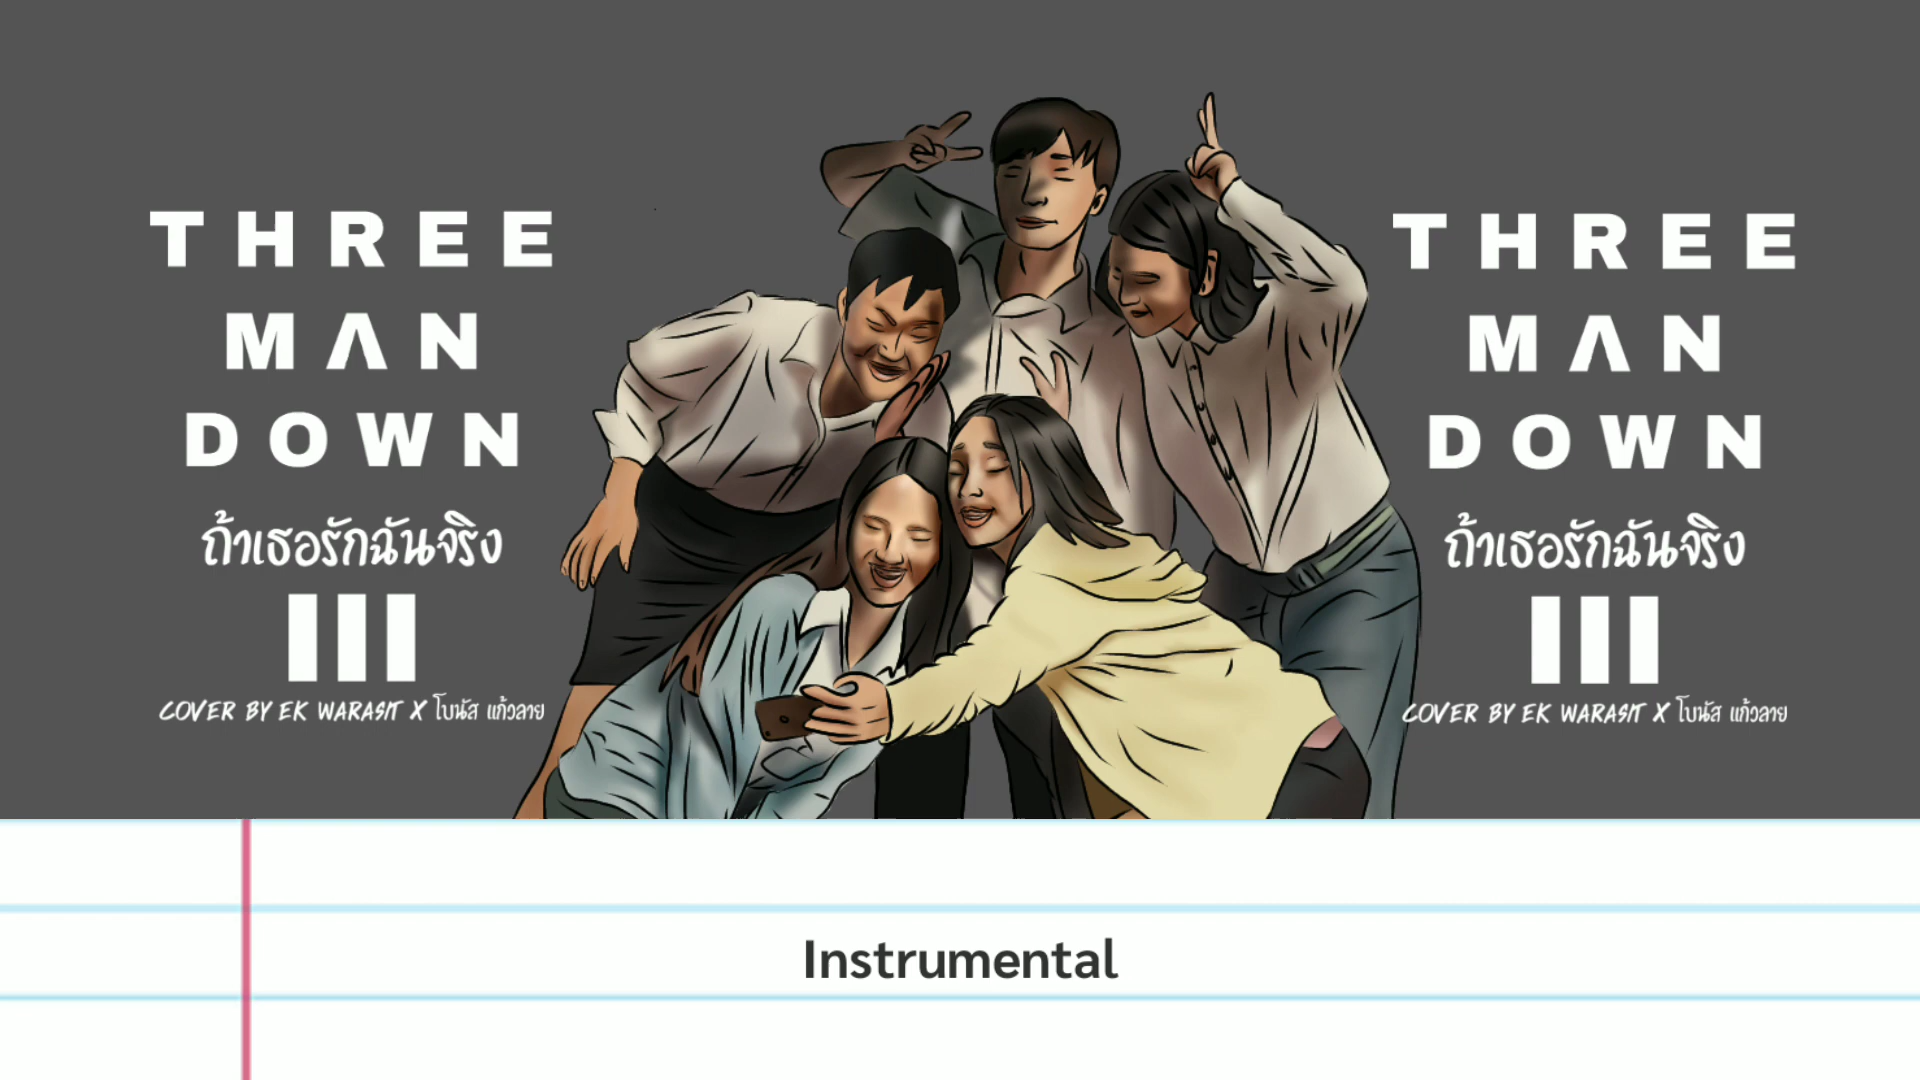 THREE
MAN
DOWN
ถ้าเธอรักฉันจริง
III
COVER BY EK WARASIT X โบนัส แก้วลาย
THREE
MAN
DOWN
ถ้าเธอรักฉันจริง
III
COVER BY EK WARASIT X โบนัส แก้วลาย
Instrumental